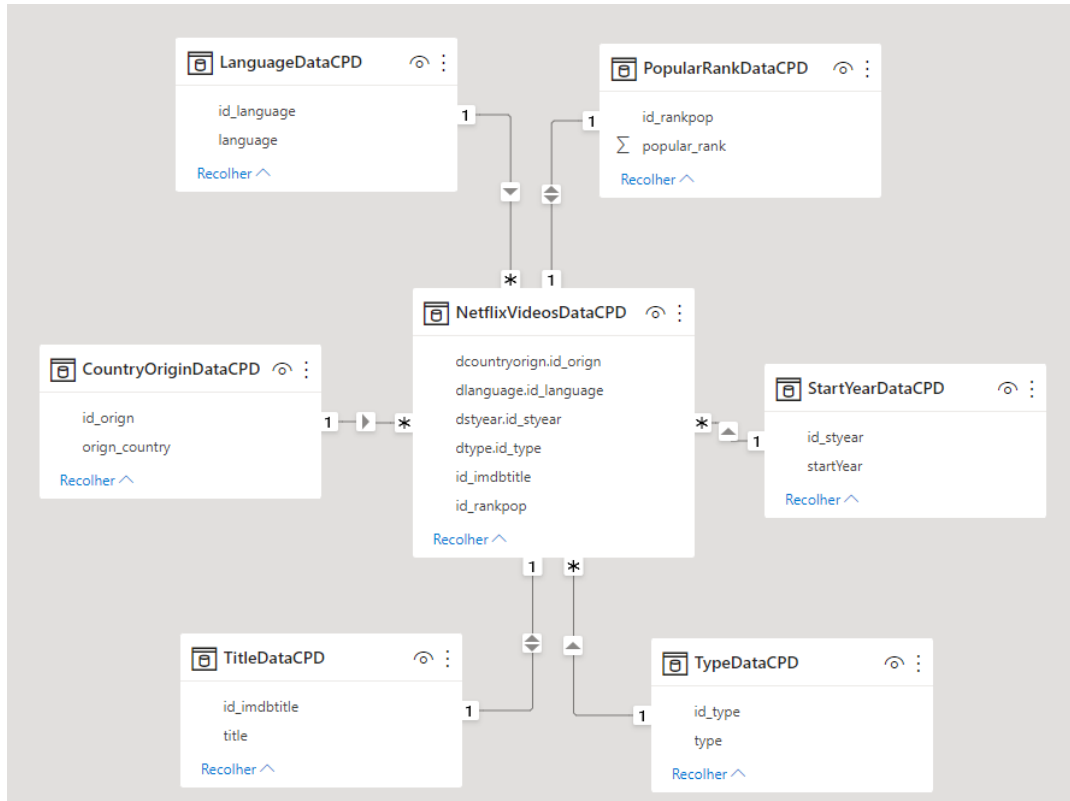 LanguageDataCPD
id_language
language
Recolher
PopularRankDataCPD
id_rankpop
∑ popular_rank
Recolher
1
1
*
1
NetflixVideosDataCPD
dcountryorign.id_orign
dlanguage.id_language
dstyear.id_styear
dtype.id_type
id_imdbtitle
id_rankpop
Recolher
CountryOriginDataCPD
id_orign
orign_country
Recolher
1
*
StartYearDataCPD
id_styear
startYear
Recolher
*
1
1
*
TitleDataCPD
id_imdbtitle
title
Recolher
1
TypeDataCPD
id_type
type
Recolher
1